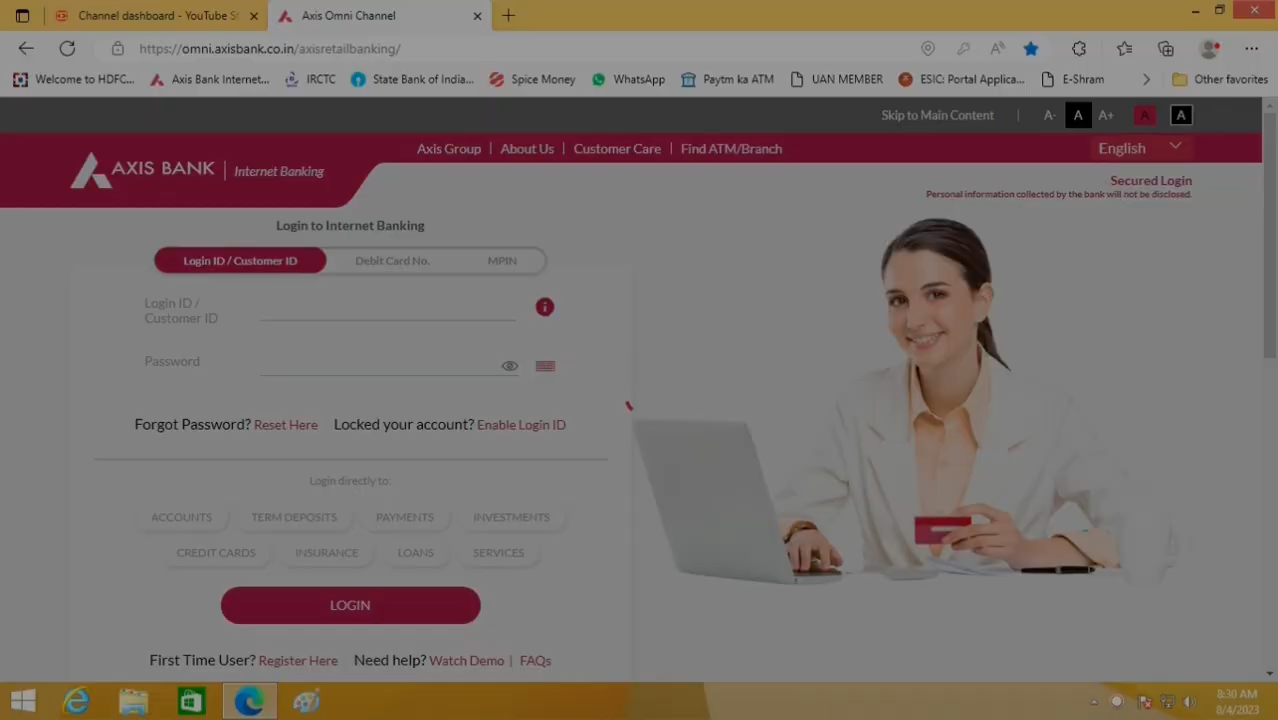 Channel dashboard - YouTube St
Axis Omni Channel
https://omni.axisbank.co.in/axisretailbanking/
Welcome to HDFC...
Axis Bank Internet...
IRCTC
State Bank of India...
Spice Money
WhatsApp
Paytm ka ATM
UAN MEMBER
ESIC: Portal Applica...
E-Shram
Other favorites
Skip to Main Content | A- A A+ A A
AXIS BANK | Internet Banking
Axis Group | About Us | Customer Care | Find ATM/Branch
English
Secured Login
Personal information collected by the bank will not be disclosed.
Login to Internet Banking
Login ID / Customer ID
Debit Card No.
MPIN
Login ID /
Customer ID
Password
Forgot Password? Reset Here Locked your account? Enable Login ID
Login directly to:
ACCOUNTS TERM DEPOSITS PAYMENTS INVESTMENTS
CREDIT CARDS INSURANCE LOANS SERVICES
LOGIN
First Time User? Register Here Need help? Watch Demo | FAQs
8:30 AM
8/4/2023